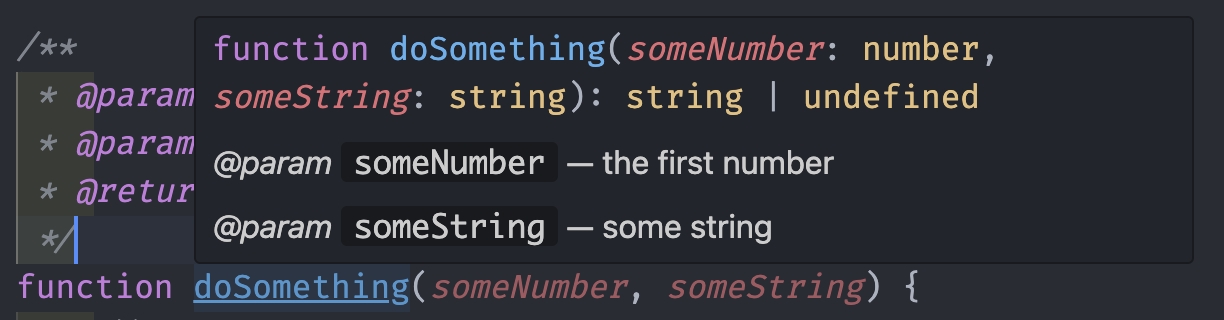 /**
function doSomething(someNumber: number,
* @param
someString: string): string | undefined
* @param
@param someNumber — the first number
* @retur
@param someString — some string
*/
function doSomething(someNumber, someString) {